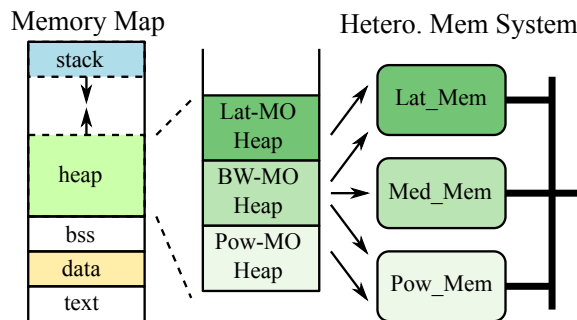 Memory Map
stack
heap
bss
data
text
Lat-MO
Heap
BW-MO
Heap
Pow-MO
Heap
Hetero. Mem System
Lat_Mem
Med_Mem
Pow_Mem